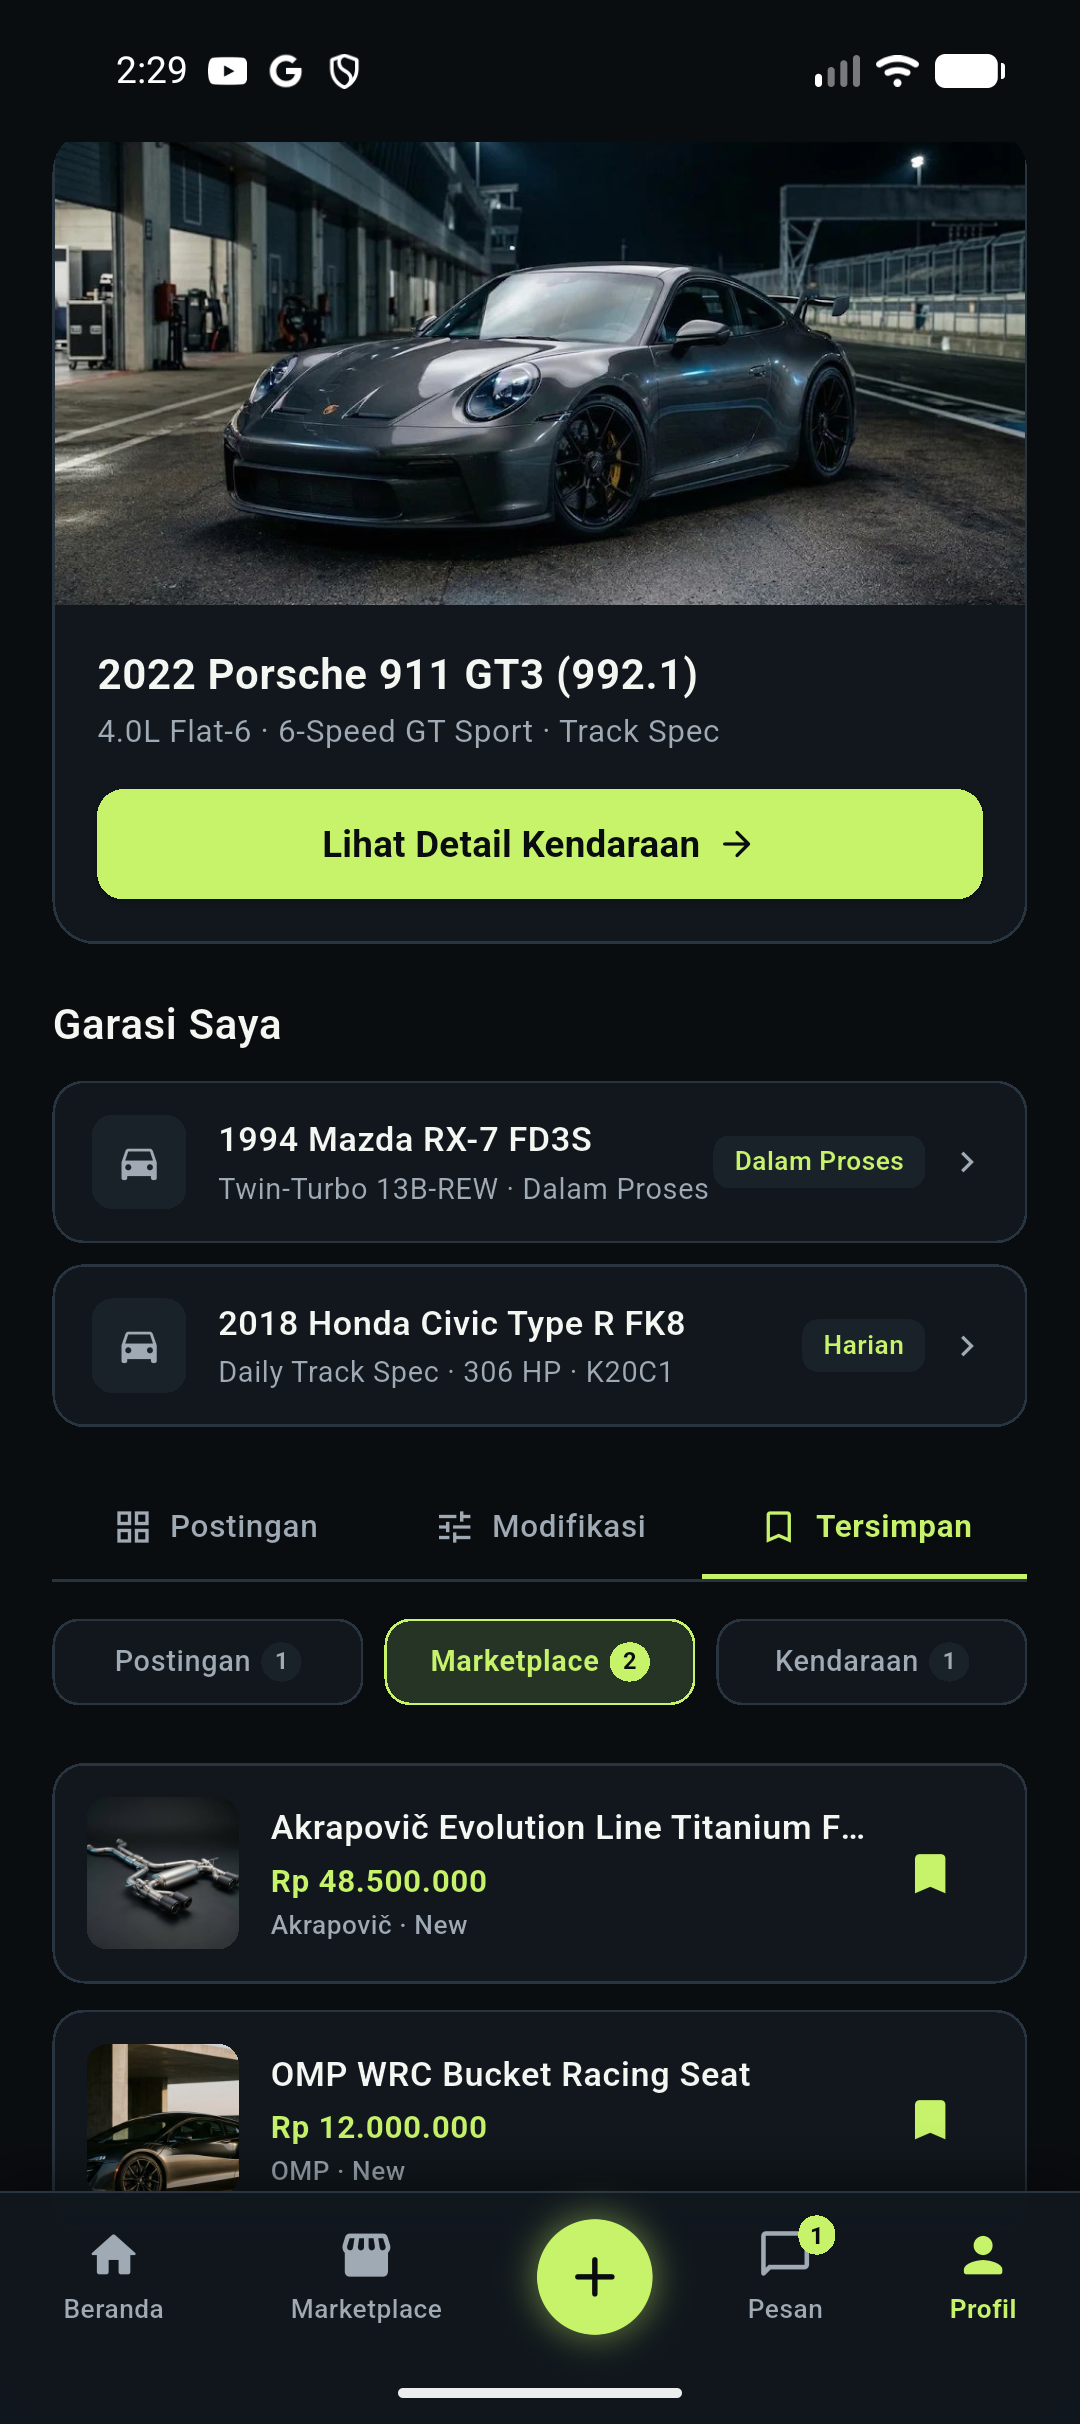 2:29
2022 Porsche 911 GT3 (992.1)
4.0L Flat-6 · 6-Speed GT Sport · Track Spec
Lihat Detail Kendaraan →
Garasi Saya
1994 Mazda RX-7 FD3S
Twin-Turbo 13B-REW · Dalam Proses
Dalam Proses
2018 Honda Civic Type R FK8
Daily Track Spec · 306 HP · K20C1
Harian
Postingan
Modifikasi
Tersimpan
Postingan 1
Marketplace 2
Kendaraan 1
Akrapovič Evolution Line Titanium F…
Rp 48.500.000
Akrapovič · New
OMP WRC Bucket Racing Seat
Rp 12.000.000
OMP · New
1
Beranda
Marketplace
Pesan
Profil